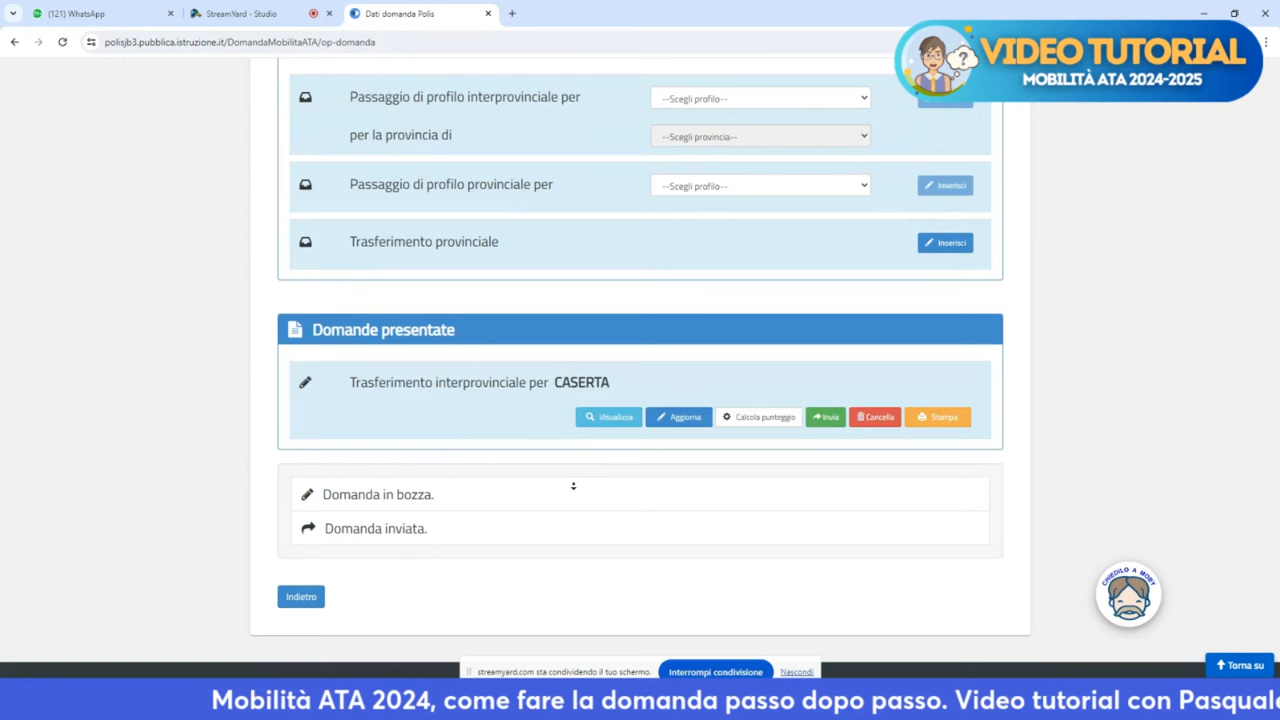 (121) WhatsApp
StreamYard - Studio
Dati domanda Polis
polisjb3.pubblica.istruzione.it/DomandaMobilitaATA/op-domanda
VIDEO TUTORIAL
MOBILITÀ ATA 2024-2025
Passaggio di profilo interprovinciale per
--Scegli profilo--
per la provincia di
--Scegli provincia--
Passaggio di profilo provinciale per
--Scegli profilo--
Inserisci
Trasferimento provinciale
Inserisci
Domande presentate
Trasferimento interprovinciale per CASERTA
Visualizza
Aggiorna
Calcola punteggio
Invia
Cancella
Stampa
Domanda in bozza.
Domanda inviata.
Indietro
CHIEDILO A MOBY
streamyard.com sta condividendo il tuo schermo.
Interrompi condivisione
Nascondi
Torna su
Mobilità ATA 2024, come fare la domanda passo dopo passo. Video tutorial con Pasquale